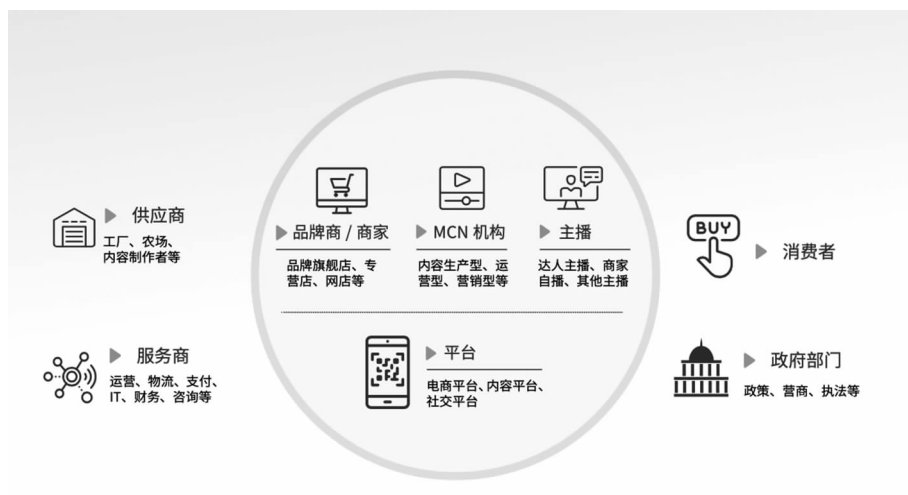 供应商
工厂、农场、
内容制作者等
服务商
运营、物流、支付、
IT、财务、咨询等
品牌商 / 商家
品牌旗舰店、专
营店、网店等
MCN 机构
内容生产型、运
营型、营销型等
主播
达人主播、商家
自播、其他主播
平台
电商平台、内容平台、
社交平台
BUY
消费者
政府部门
政策、营商、执法等